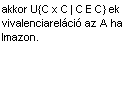 akkor U{C x C | C E C} ek
vivalenciareláció az A ha
lmazon.